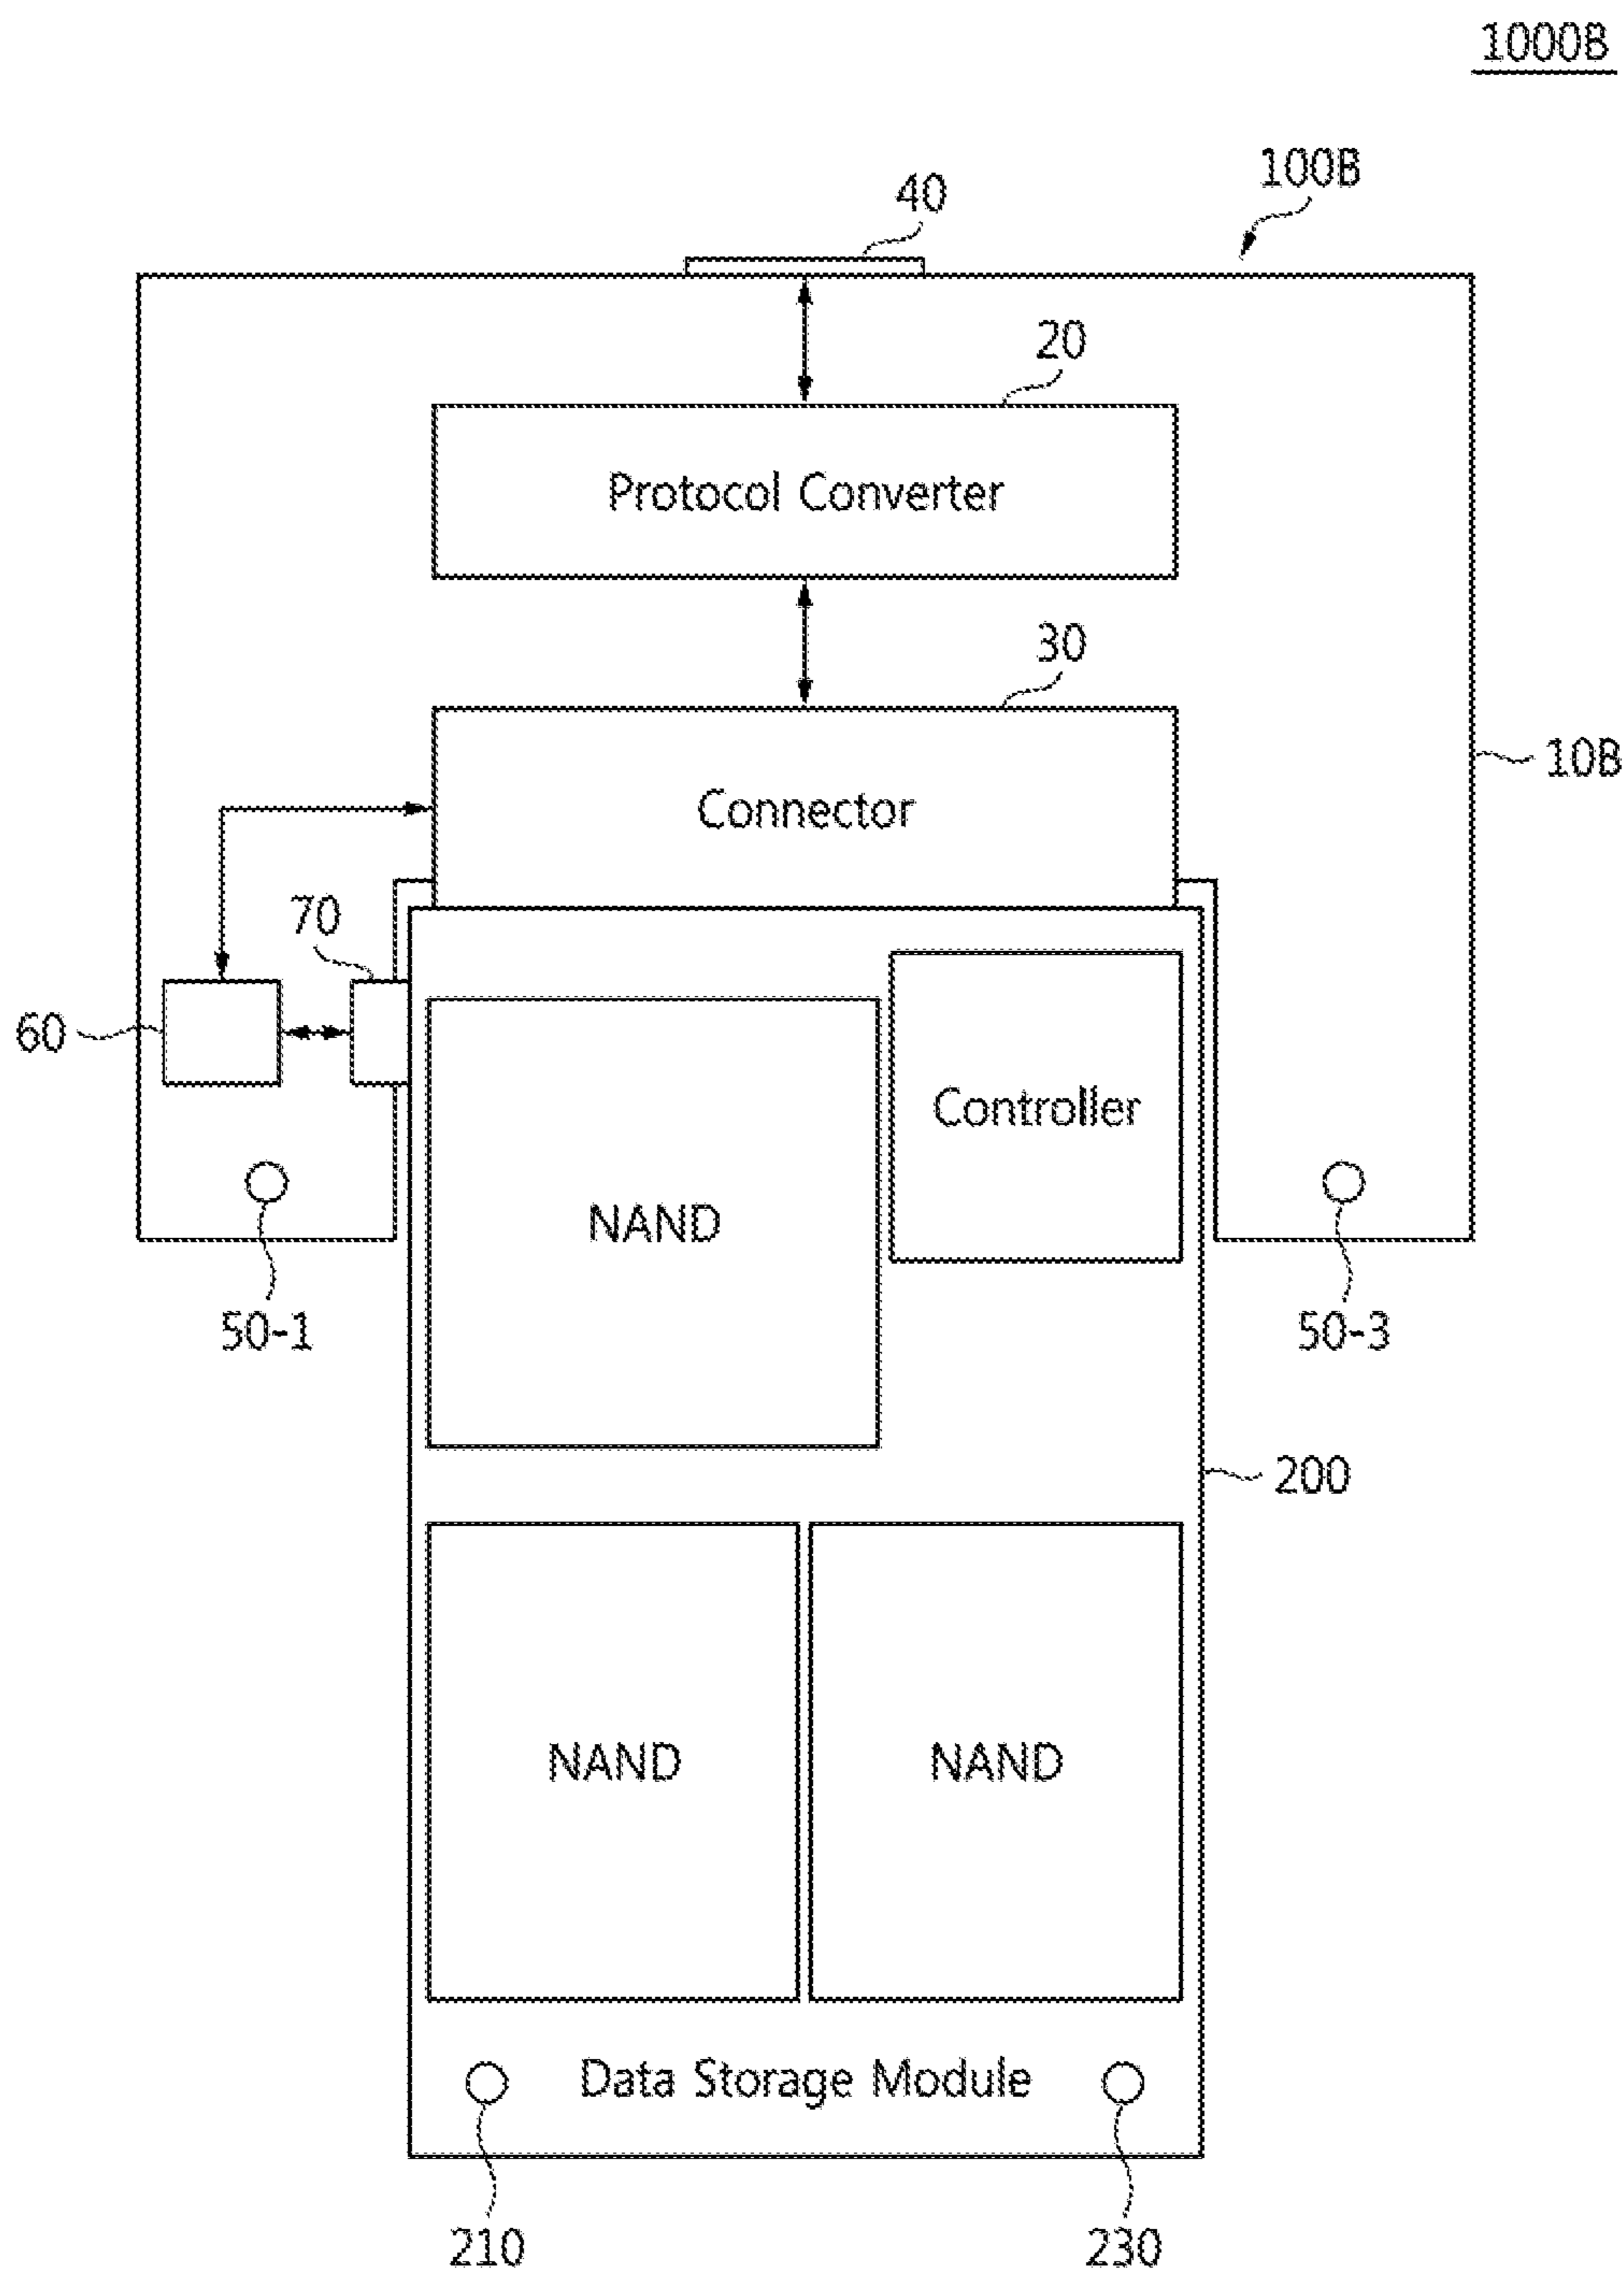 1000B
100B
40
20
Protocol Converter
30
10B
Connector
70
60
Controller
NAND
50-1
50-3
200
NAND
NAND
Data Storage Module
210
230